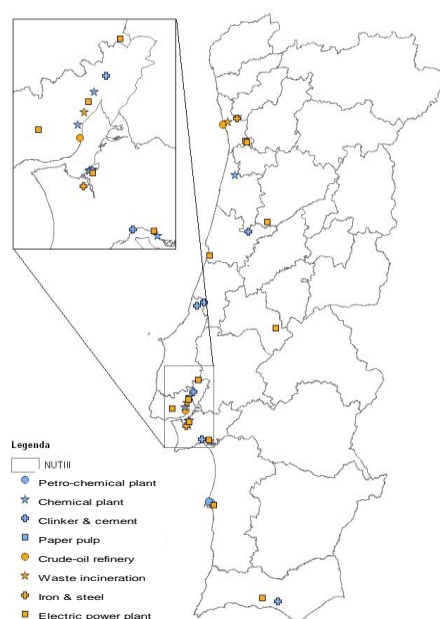 Legenda
NUTIII
Petro-chemical plant
Chemical plant
Clinker & cement
Paper pulp
Crude-oil refinery
Waste incineration
Iron & steel
Electric power plant